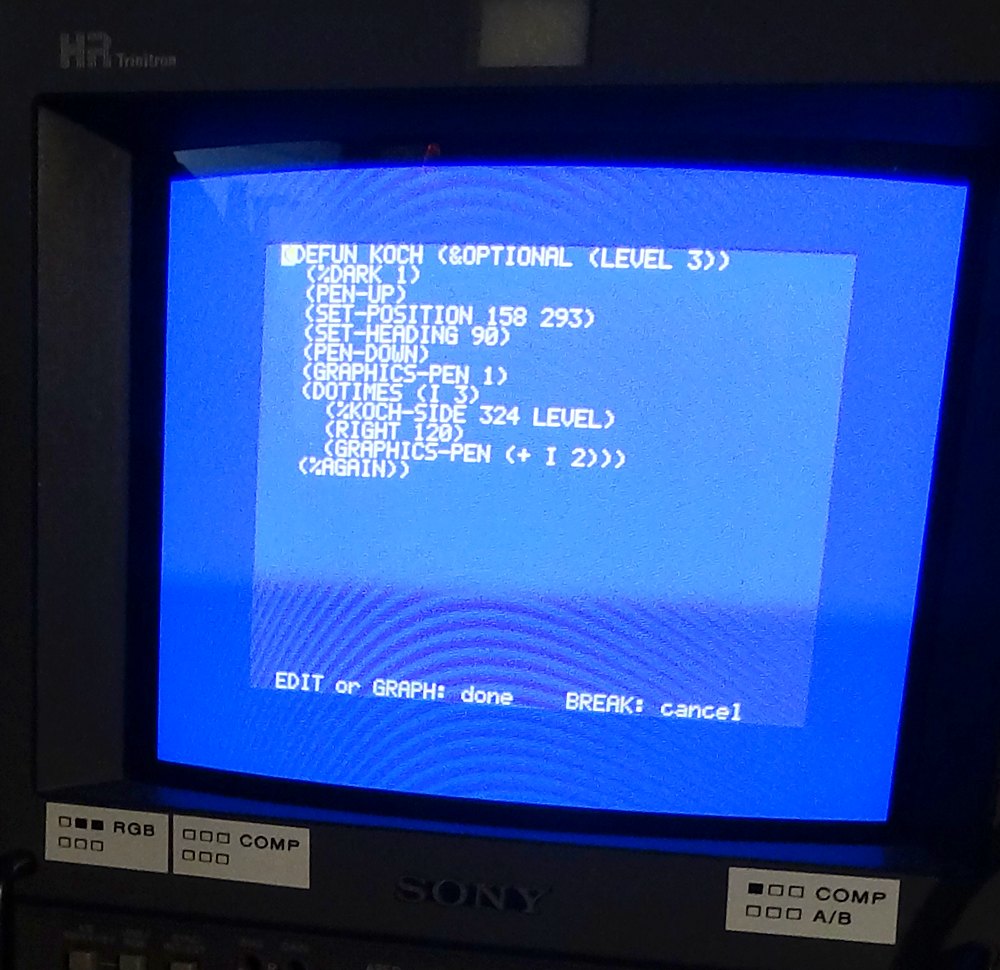 HR Trinitron
(DEFUN KOCH (&OPTIONAL (LEVEL 3))
(%DARK 1)
(PEN-UP)
(SET-POSITION 158 293)
(SET-HEADING 90)
(PEN-DOWN)
(GRAPHICS-PEN 1)
(DOTIMES (I 3)
(%KOCH-SIDE 324 LEVEL)
(RIGHT 120)
(GRAPHICS-PEN (+ I 2)))
(%AGAIN))
EDIT or GRAPH: done BREAK: cancel
RGB
COMP
SONY
COMP
A/B